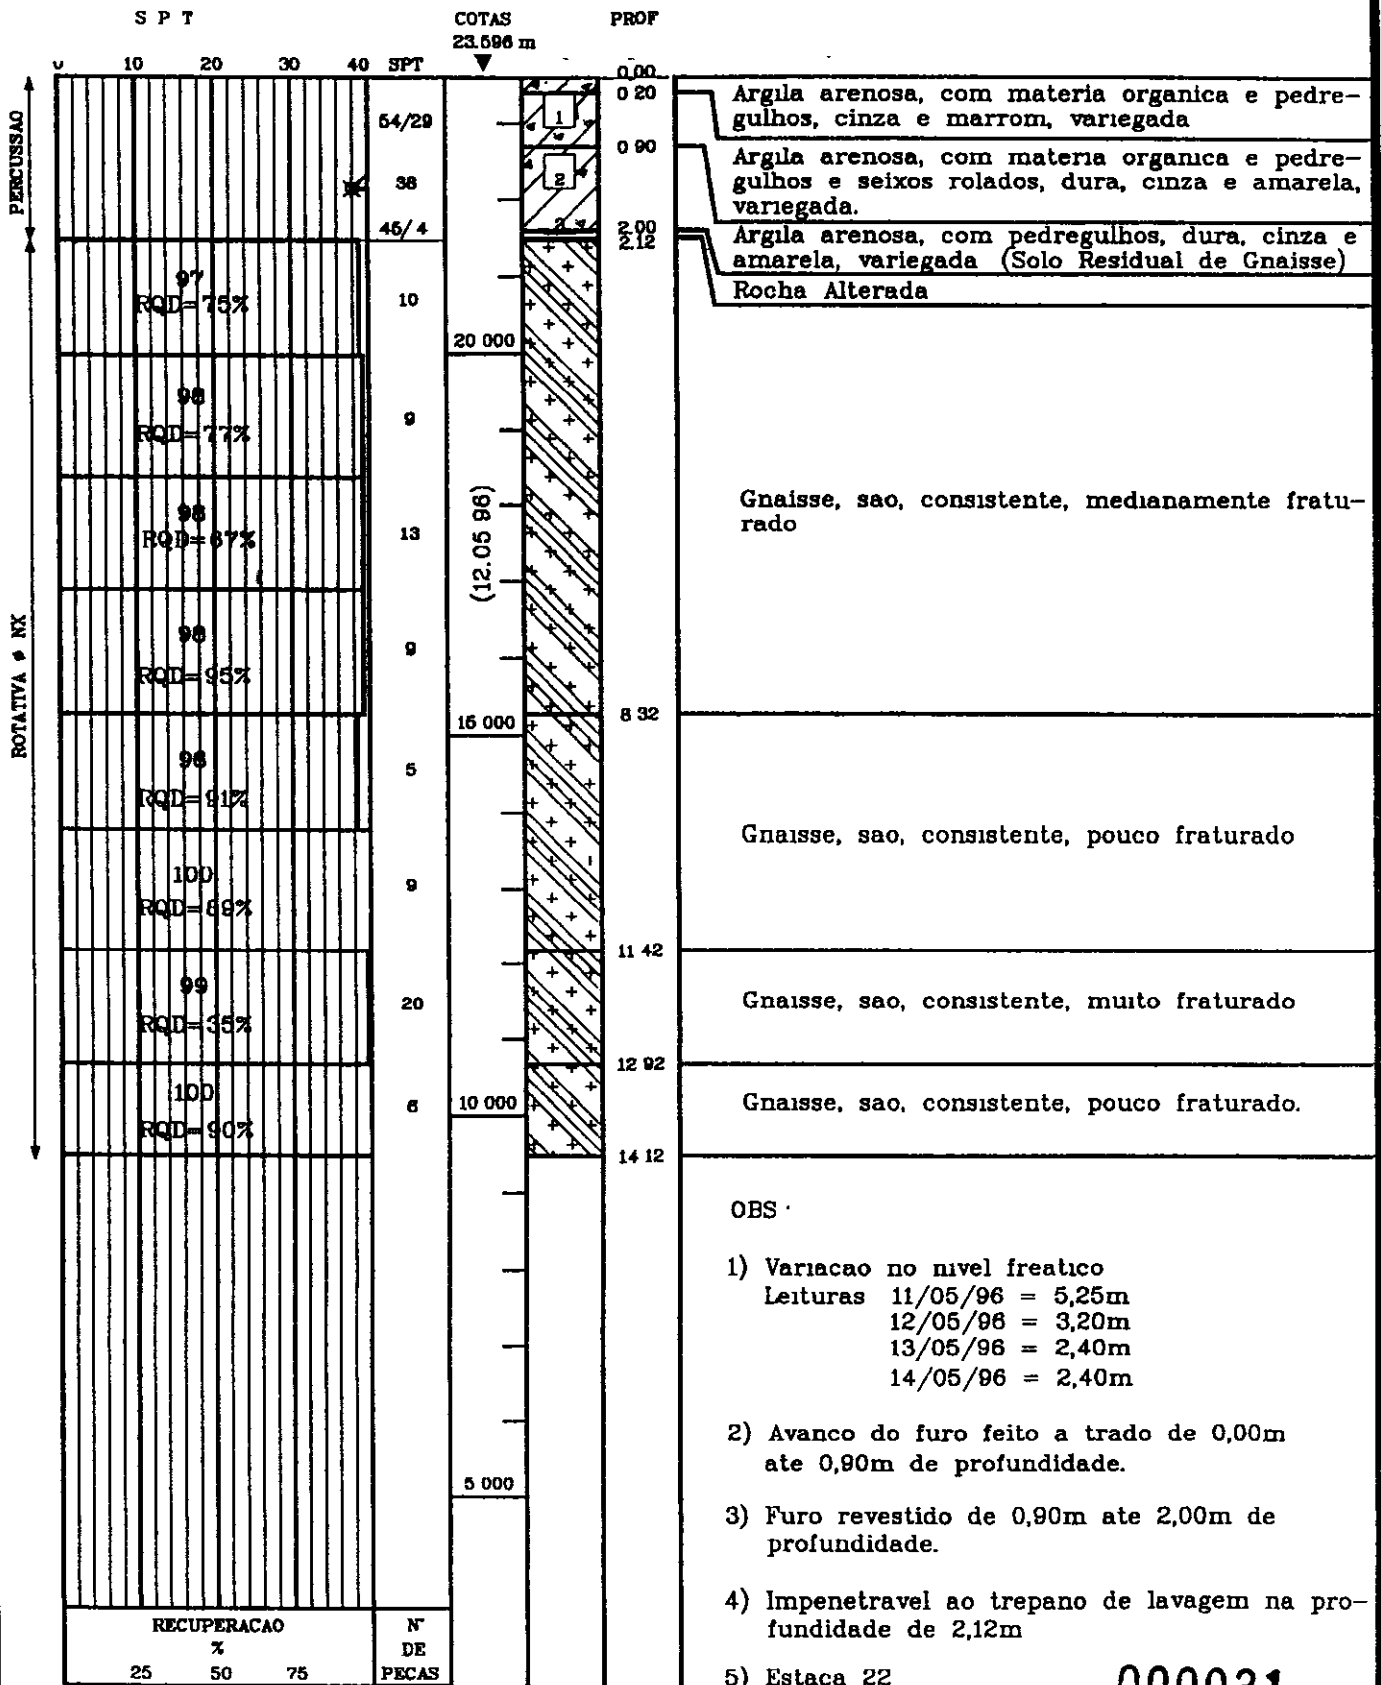 S P T
COTAS
PROF
23.596 m
0 10 20 30 40 SPT
0.00
0 20
PERCUSSAO
54/29
1
Argila arenosa, com materia organica e pedre-
gulhos, cinza e marrom, variegada
0 90
38
2
Argila arenosa, com materia organica e pedre-
gulhos e seixos rolados, dura, cinza e amarela,
variegada.
45/ 4
2.00
2.12
Argila arenosa, com pedregulhos, dura, cinza e
amarela, variegada (Solo Residual de Gnaisse)
Rocha Alterada
97
RQD=75%
10
20 000
98
RQD=77%
9
98
RQD=67%
13
(12.05 96)
Gnaisse, sao, consistente, medianamente fratu-
rado
ROTATIVA ø NX
98
RQD=95%
9
15 000
8 32
98
RQD=91%
5
Gnaisse, sao, consistente, pouco fraturado
100
RQD=89%
9
11 42
99
RQD=35%
20
Gnaisse, sao, consistente, muito fraturado
12 92
100
RQD=90%
6
10 000
Gnaisse, sao, consistente, pouco fraturado.
14 12
OBS
1) Variacao no nivel freatico
Leituras 11/05/96 = 5,25m
12/05/96 = 3,20m
13/05/96 = 2,40m
14/05/96 = 2,40m
2) Avanco do furo feito a trado de 0,00m
ate 0,90m de profundidade.
5 000
3) Furo revestido de 0,90m ate 2,00m de
profundidade.
4) Impenetravel ao trepano de lavagem na pro-
fundidade de 2,12m
5) Estaca 22
000031
RECUPERACAO
%
25 50 75
N°
DE
PECAS